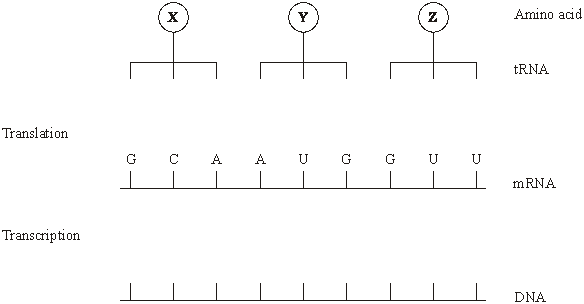 X Y Z Amino acid
tRNA
Translation
G C A A U G G U U
mRNA
Transcription
DNA